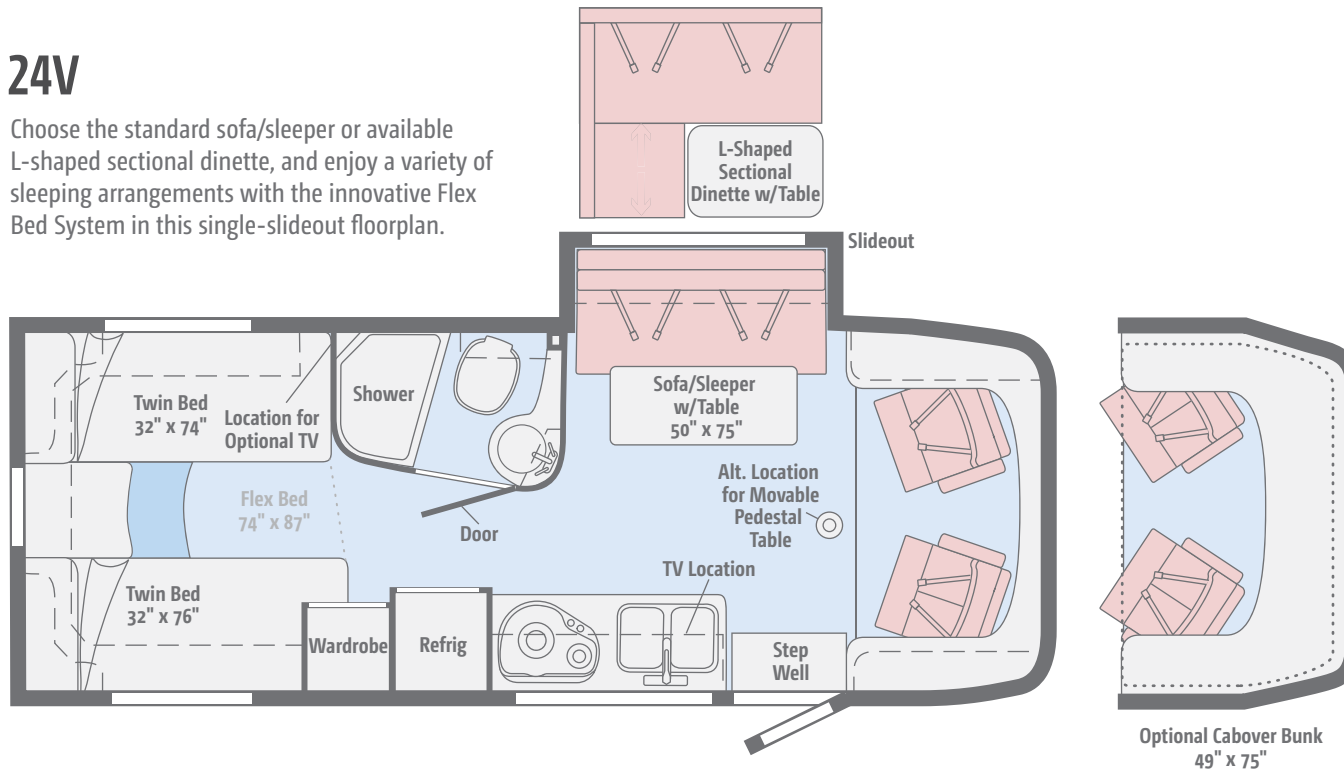 24V
Choose the standard sofa/sleeper or available
L-shaped sectional dinette, and enjoy a variety of
sleeping arrangements with the innovative Flex
Bed System in this single-slideout floorplan.
L-Shaped
Sectional
Dinette w/Table
Slideout
Twin Bed
32" x 74"
Location for
Optional TV
Shower
Sofa/Sleeper
w/Table
50" x 75"
Flex Bed
74" x 87"
Door
Alt. Location
for Movable
Pedestal
Table
TV Location
Twin Bed
32" x 76"
Wardrobe
Refrig
Step
Well
Optional Cabover Bunk
49" x 75"